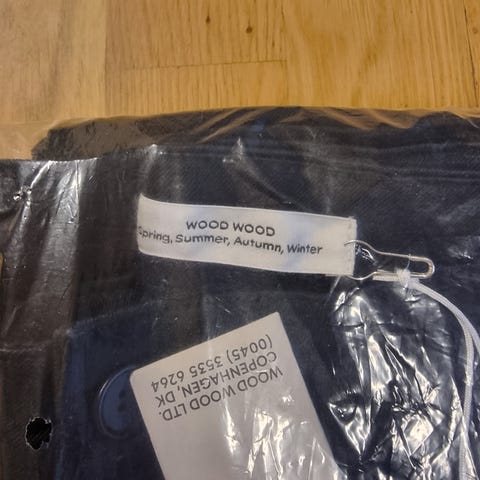 WOOD WOOD
Spring, Summer, Autumn, Winter
WOOD WOOD LTD.
COPENHAGEN, DK
(0045) 3535 6264